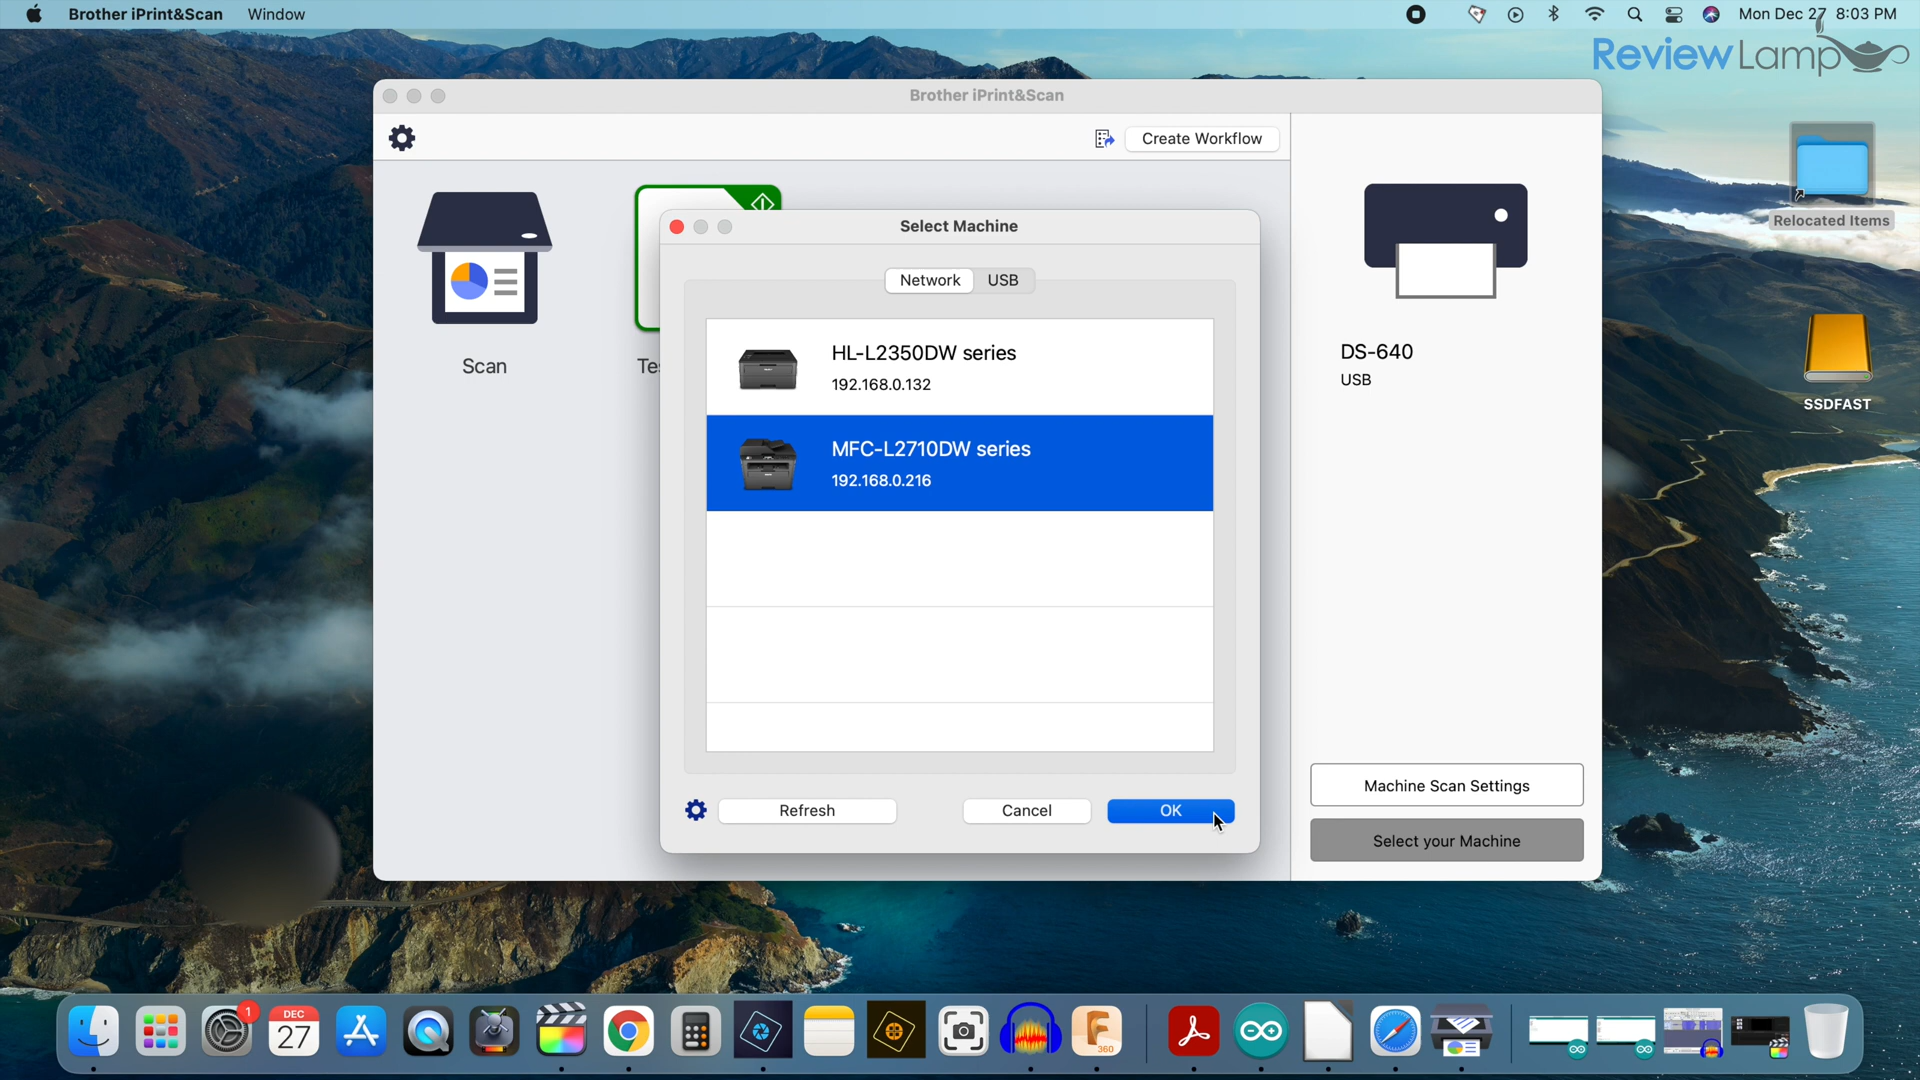 Brother iPrint&Scan Window
Mon Dec 27 8:03 PM
ReviewLamp
Brother iPrint&Scan
Create Workflow
Relocated Items
Select Machine
Network USB
HL-L2350DW series
192.168.0.132
DS-640
USB
Scan
SSDFAST
MFC-L2710DW series
192.168.0.216
Machine Scan Settings
Refresh Cancel OK
Select your Machine
1
DEC
27
360